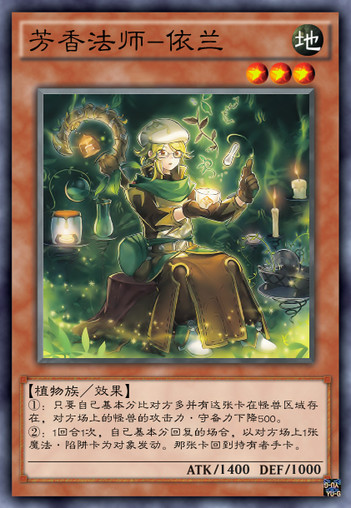 芳香法师-依兰
地
【植物族／效果】
①：只要自己基本分比对方多并有这张卡在怪兽区域存
在，对方场上的怪兽的攻击力·守备力下降500。
②：1回合1次，自己基本分回复的场合，以对方场上1张
魔法·陷阱卡为对象发动。那张卡回到持有者手卡。
ATK/1400 DEF/1000